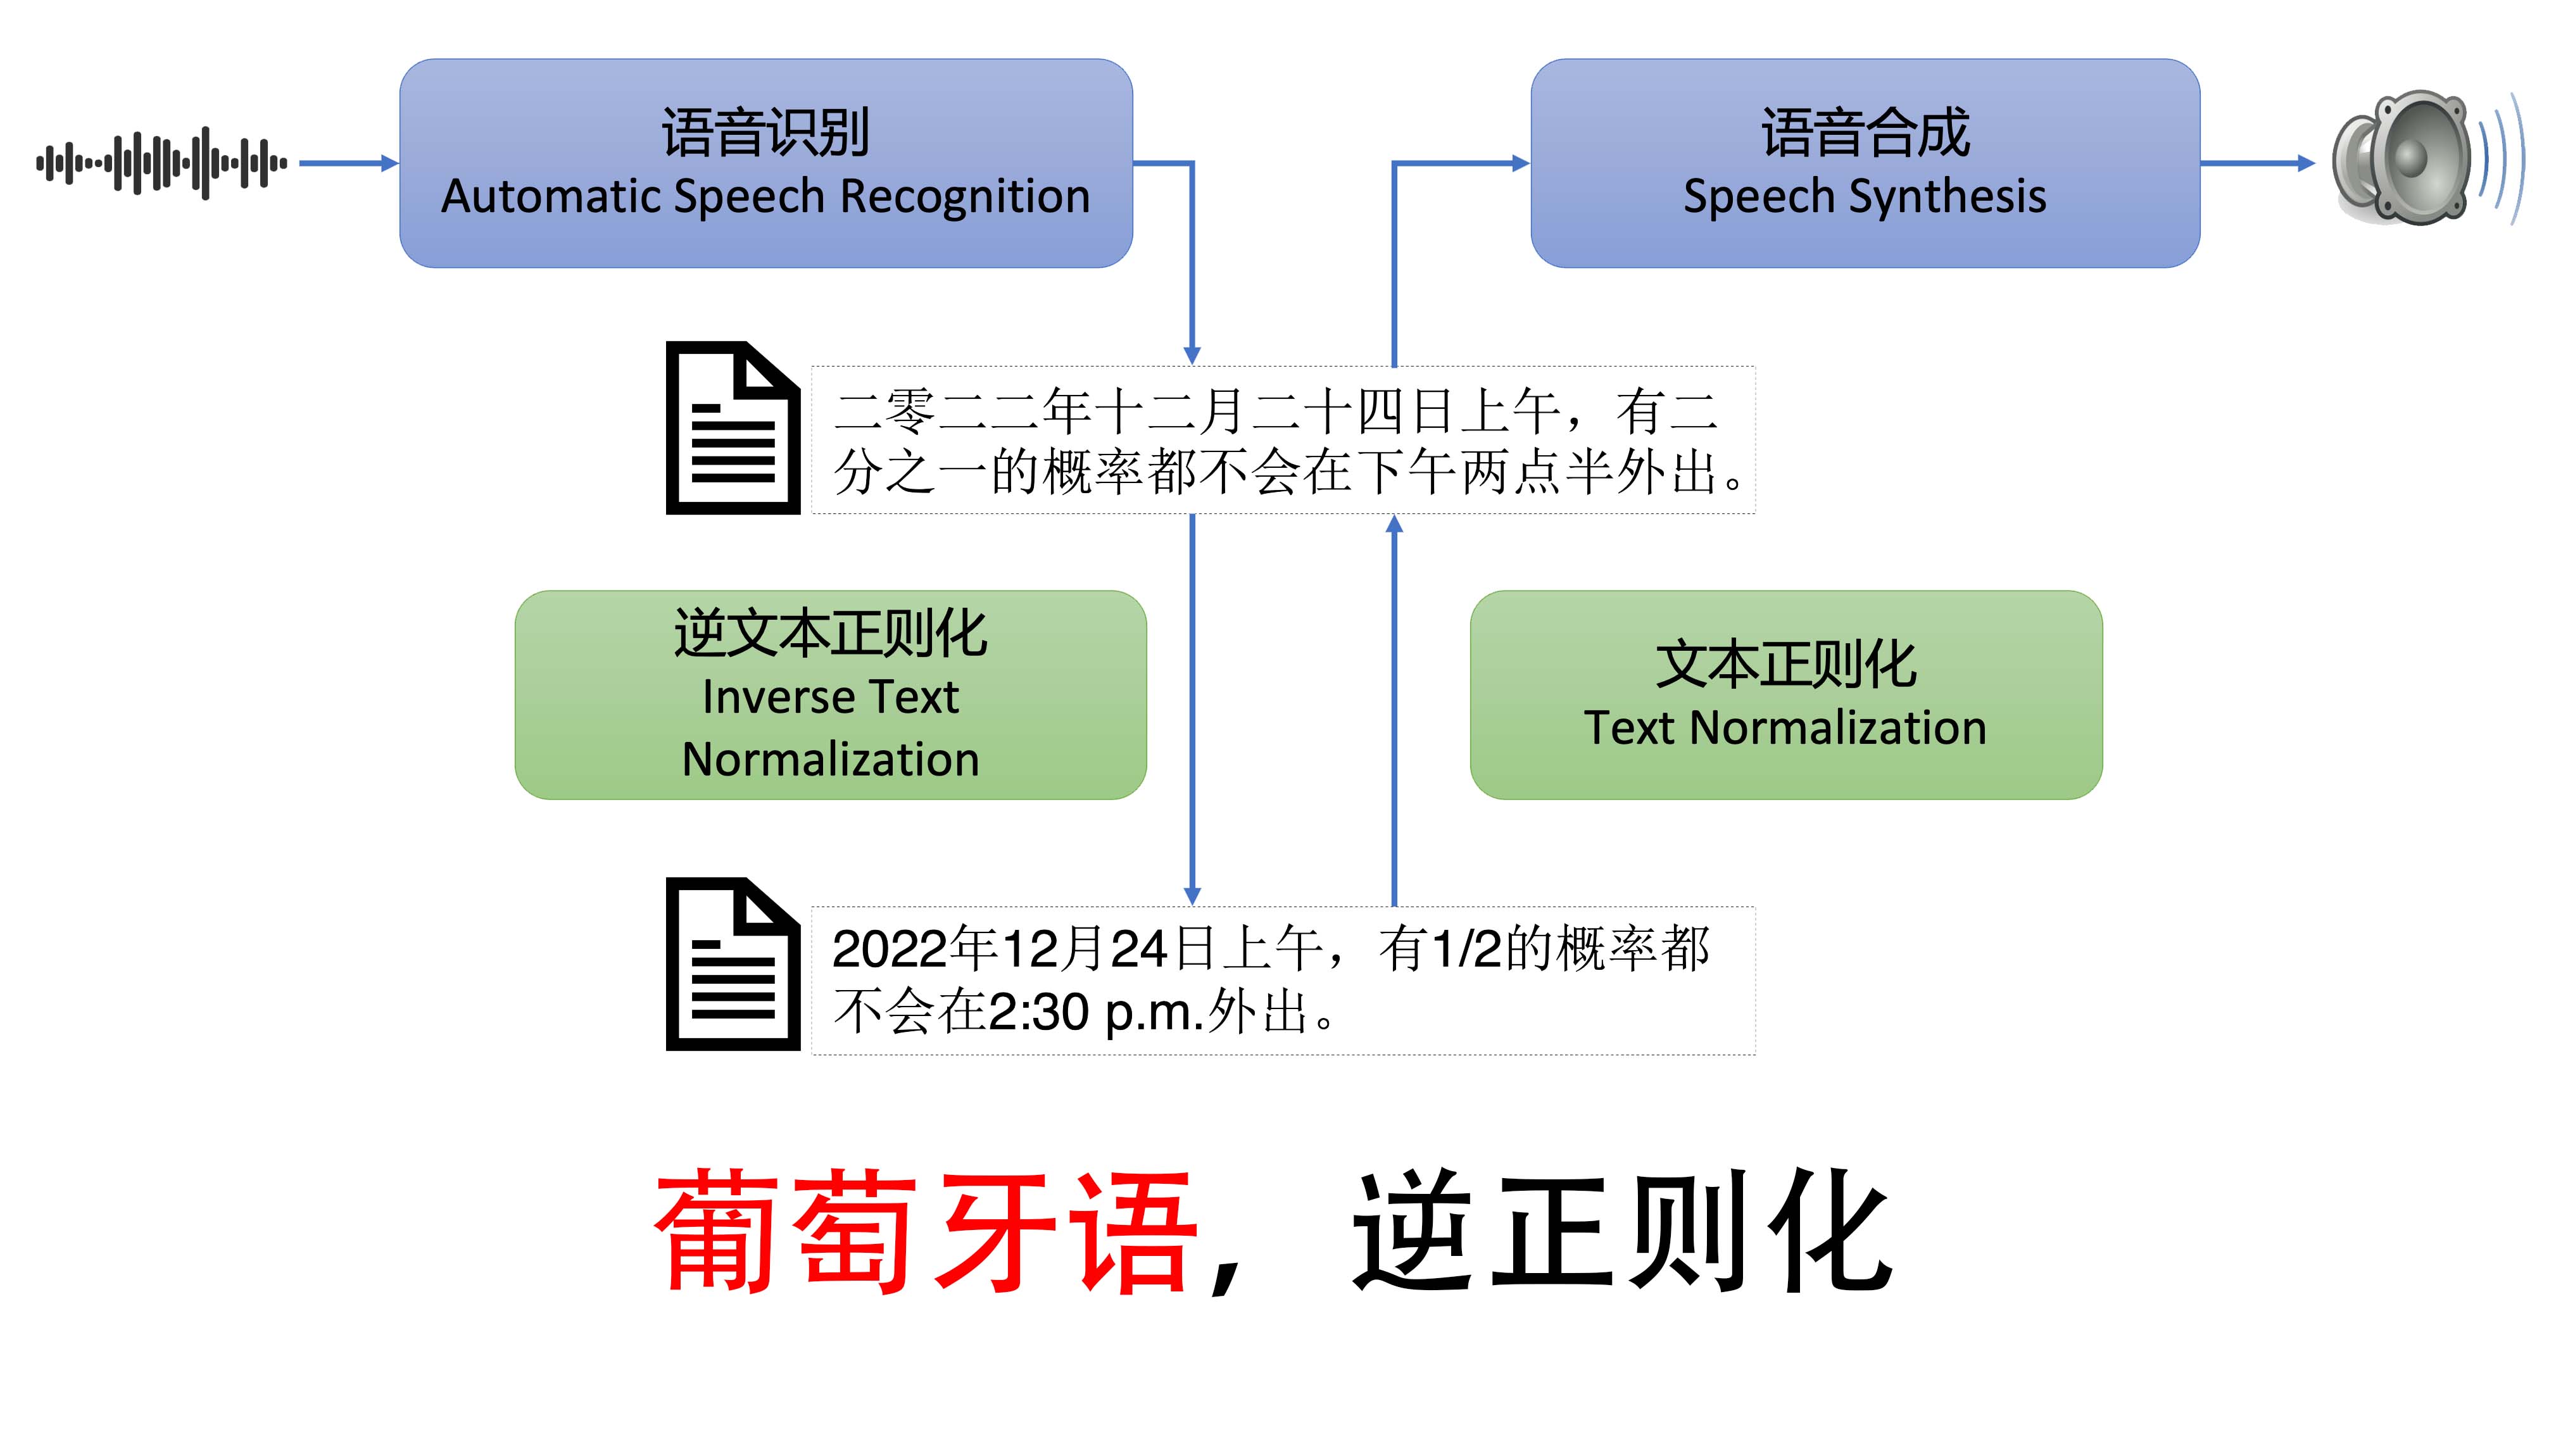 语音识别
Automatic Speech Recognition
语音合成
Speech Synthesis
二零二二年十二月二十四日上午，有二
分之一的概率都不会在下午两点半外出。
逆文本正则化
Inverse Text
Normalization
文本正则化
Text Normalization
2022年12月24日上午，有1/2的概率都
不会在2:30 p.m.外出。
葡萄牙语，逆正则化